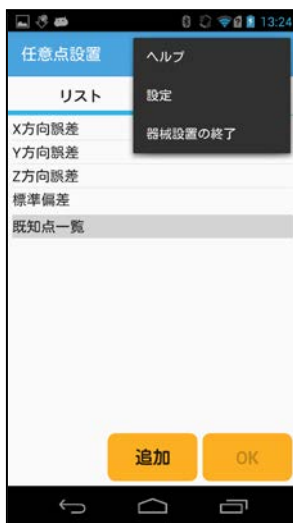 13:24
任意点設置
ヘルプ
リスト
設定
器械設置の終了
X方向誤差
Y方向誤差
Z方向誤差
標準偏差
既知点一覧
追加
OK